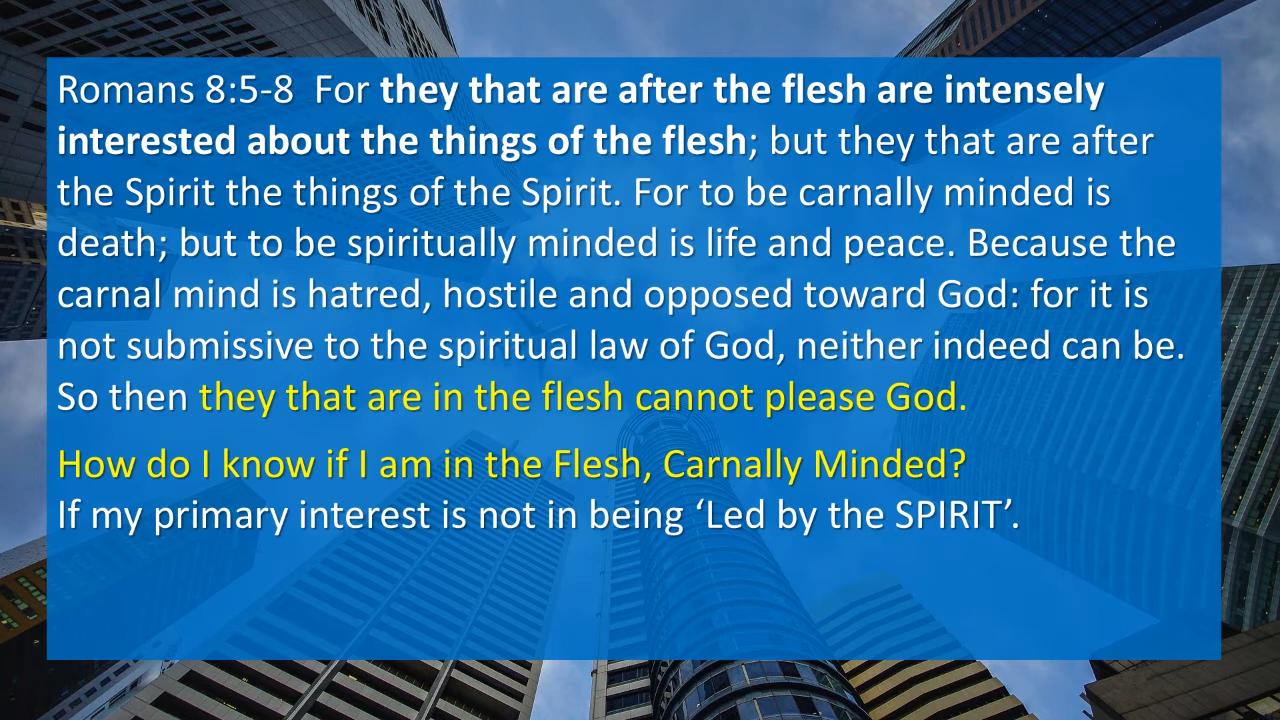 Romans 8:5-8  For they that are after the flesh are intensely
interested about the things of the flesh; but they that are after
the Spirit the things of the Spirit. For to be carnally minded is
death; but to be spiritually minded is life and peace. Because the
carnal mind is hatred, hostile and opposed toward God: for it is
not submissive to the spiritual law of God, neither indeed can be.
So then they that are in the flesh cannot please God.
How do I know if I am in the Flesh, Carnally Minded?
If my primary interest is not in being ‘Led by the SPIRIT’.